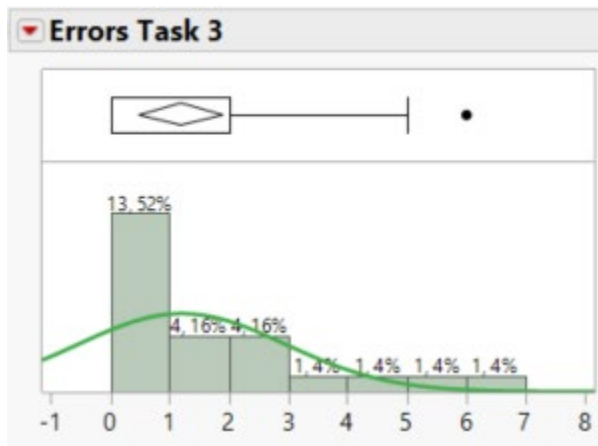 Errors Task 3
13, 52%
4, 16% 4, 16%
1, 4% 1, 4% 1, 4% 1, 4%
-1 0 1 2 3 4 5 6 7 8